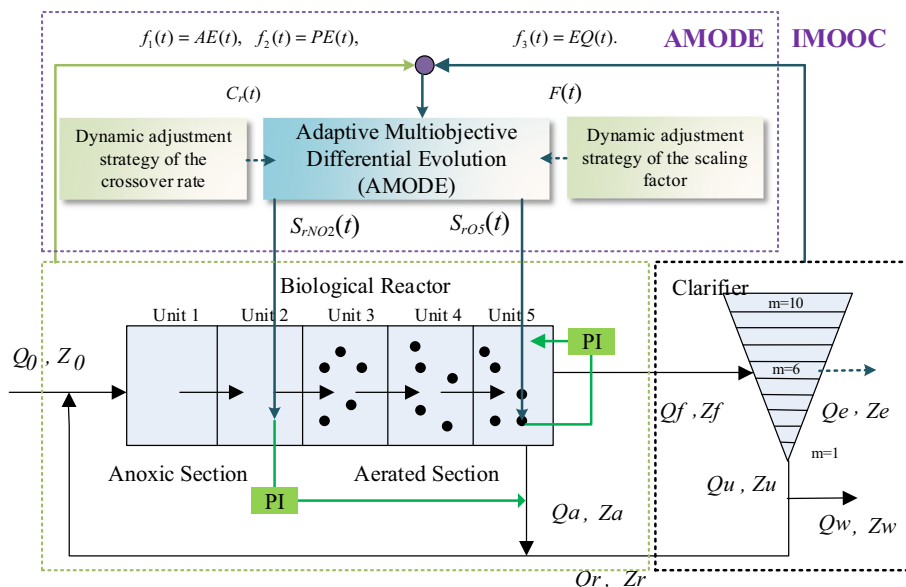 f1(t) = AE(t), f2(t) = PE(t),
f3(t) = EQ(t).
AMODE
IMOOC
Cr(t)
F(t)
Dynamic adjustment
strategy of the
crossover rate
Adaptive Multiobjective
Differential Evolution
(AMODE)
Dynamic adjustment
strategy of the scaling
factor
SrNO2(t)
SrO5(t)
Biological Reactor
Clarifier
Unit 1
Unit 2
Unit 3
Unit 4
Unit 5
m=10
PI
Q0 , Z0
m=6
Qf , Zf
Qe , Ze
m=1
Anoxic Section
Aerated Section
Qu , Zu
PI
Qa , Za
Qw , Zw
Qr , Zr